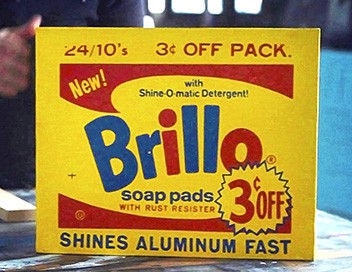 24/10's 3¢ OFF PACK.
New!
with
Shine-O-matic Detergent!
Brillo®
soap pads
WITH RUST RESISTER
3¢ OFF
SHINES ALUMINUM FAST